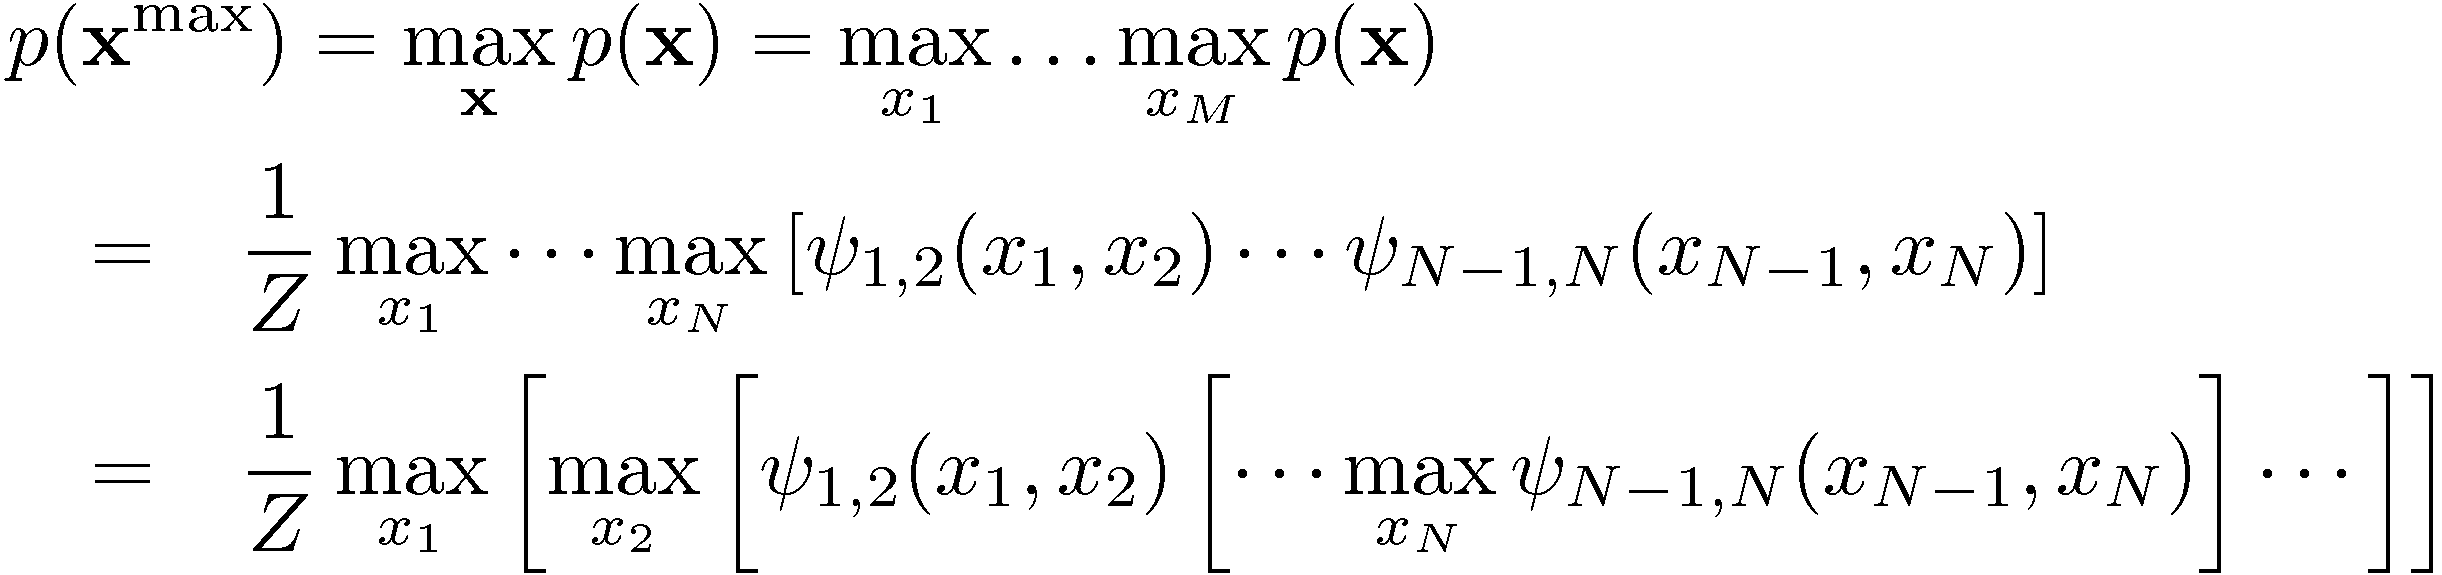 p(𝐱^max) = max_𝐱 p(𝐱) = max_{x_1} … max_{x_M} p(𝐱)
= \frac{1}{Z} max_{x_1} ⋯ max_{x_N} [ψ_{1,2}(x_1, x_2) ⋯ ψ_{N−1,N}(x_{N−1}, x_N)]
= \frac{1}{Z} max_{x_1} [max_{x_2} [ψ_{1,2}(x_1, x_2) [⋯ max_{x_N} ψ_{N−1,N}(x_{N−1}, x_N)] ⋯]]